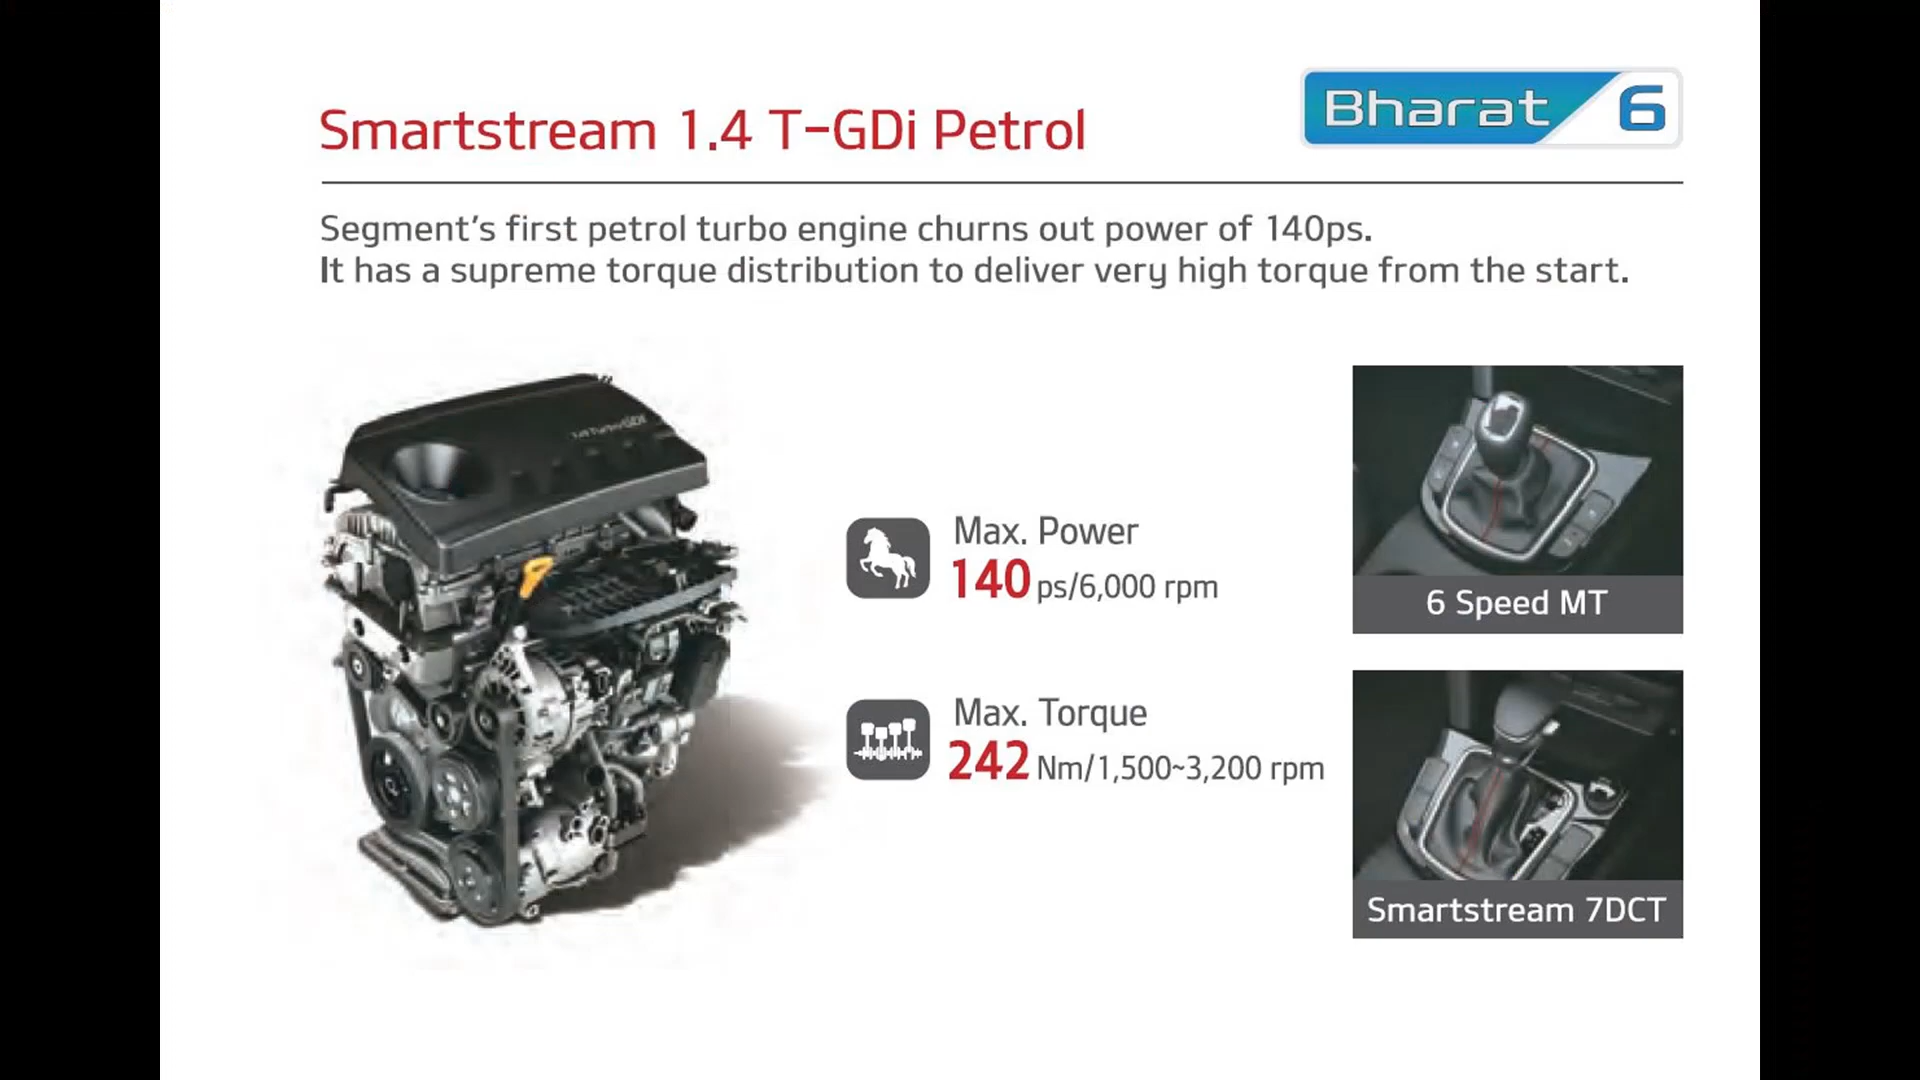 Smartstream 1.4 T-GDi Petrol
Bharat 6
Segment's first petrol turbo engine churns out power of 140ps.
It has a supreme torque distribution to deliver very high torque from the start.
Max. Power
140 ps/6,000 rpm
Max. Torque
242 Nm/1,500~3,200 rpm
6 Speed MT
Smartstream 7DCT